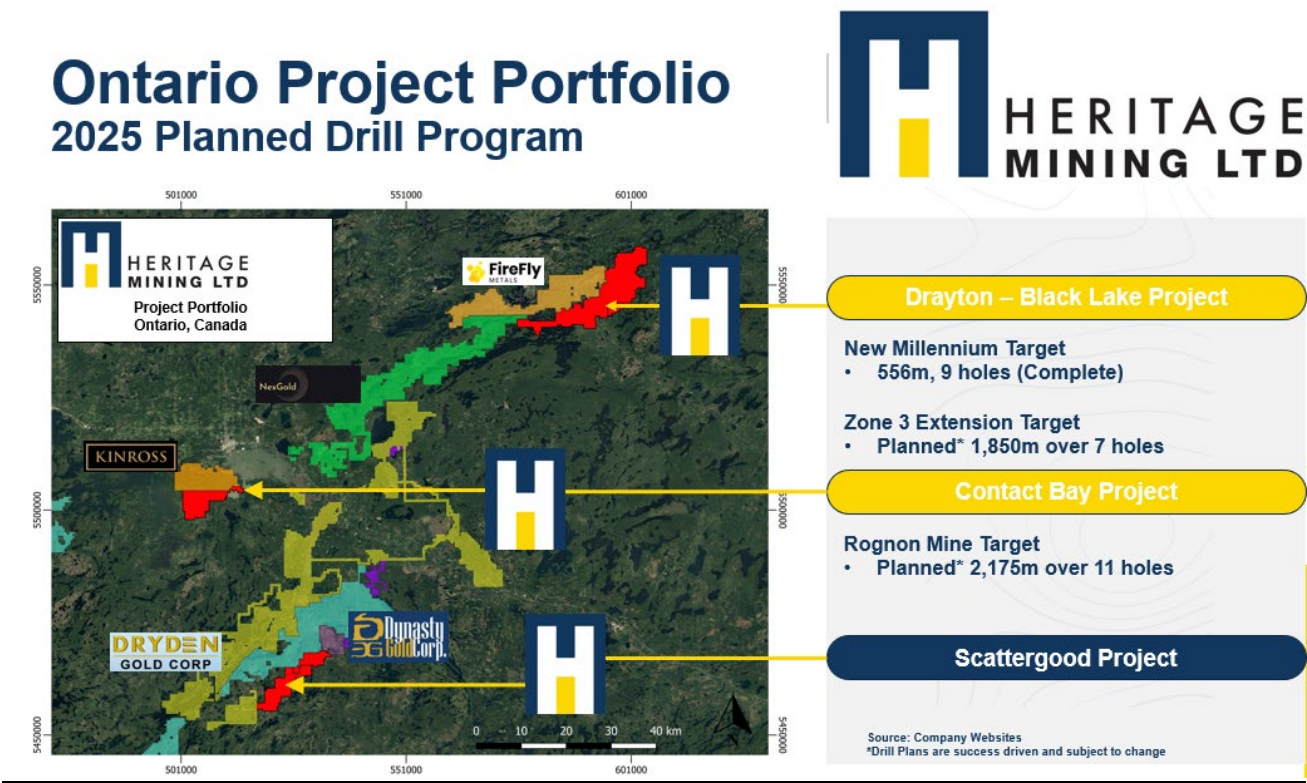 Ontario Project Portfolio
2025 Planned Drill Program
HERITAGE
MINING LTD
501000
551000
601000
HERITAGE
MINING LTD
Project Portfolio
Ontario, Canada
FireFly
METALS
5550000
5550000
NexGold
KINROSS
5500000
5500000
DRYDEN
GOLD CORP
Dynasty
GoldCorp.
0 10 20 30 40 km
5450000
5450000
501000
551000
601000
Drayton – Black Lake Project
New Millennium Target
• 556m, 9 holes (Complete)
Zone 3 Extension Target
• Planned* 1,850m over 7 holes
Contact Bay Project
Rognon Mine Target
• Planned* 2,175m over 11 holes
Scattergood Project
Source: Company Websites
*Drill Plans are success driven and subject to change